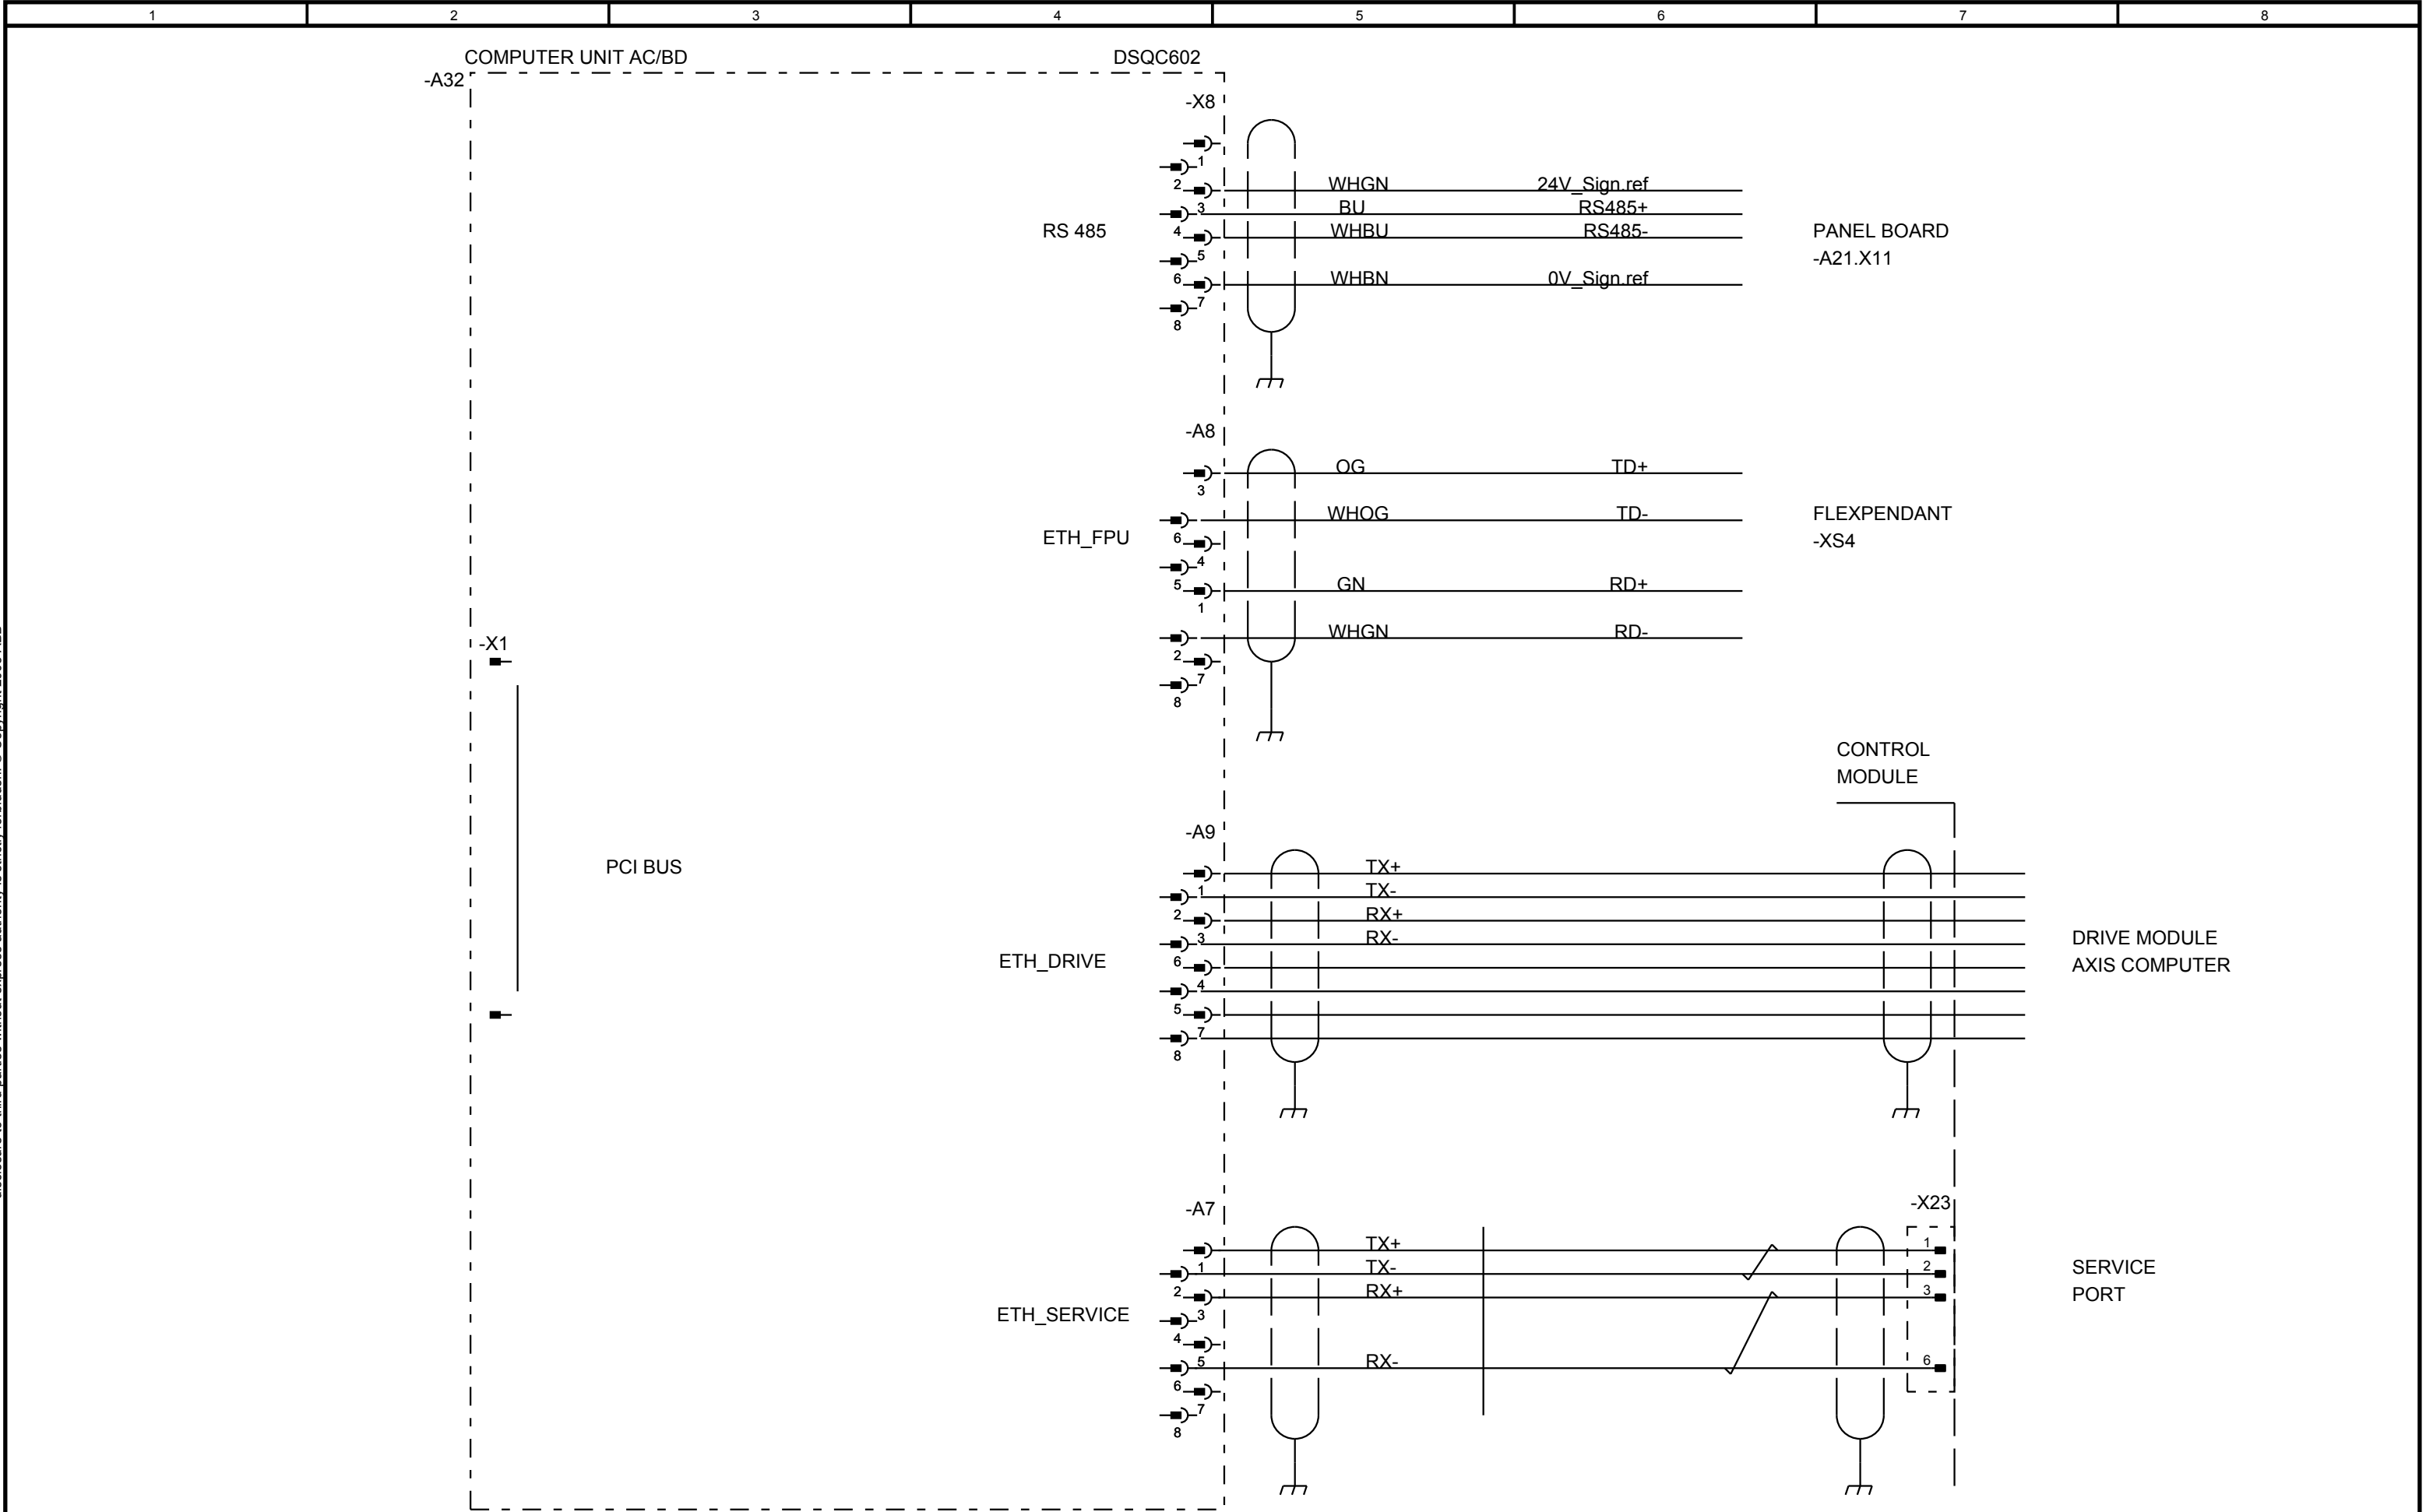 1 2 3 4 5 6 7 8
COMPUTER UNIT AC/BD DSQC602
-A32
-X8
1
2 WHGN 24V_Sign.ref
3 BU RS485+
RS 485 4 WHBU RS485- PANEL BOARD
5 -A21.X11
6 WHBN 0V_Sign.ref
7
8
-A8
OG TD+
3
WHOG TD- FLEXPENDANT
ETH_FPU 6 -XS4
4
5 GN RD+
1
-X1 WHGN RD-
2
7
8
CONTROL
MODULE
-A9
PCI BUS TX+
1 TX-
2 RX+
3 RX- DRIVE MODULE
ETH_DRIVE 6 AXIS COMPUTER
4
5
7
8
-A7 -X23
TX+ 1
1 TX- 2 SERVICE
2 RX+ 3 PORT
ETH_SERVICE 3
4
5 RX- 6
6
7
8